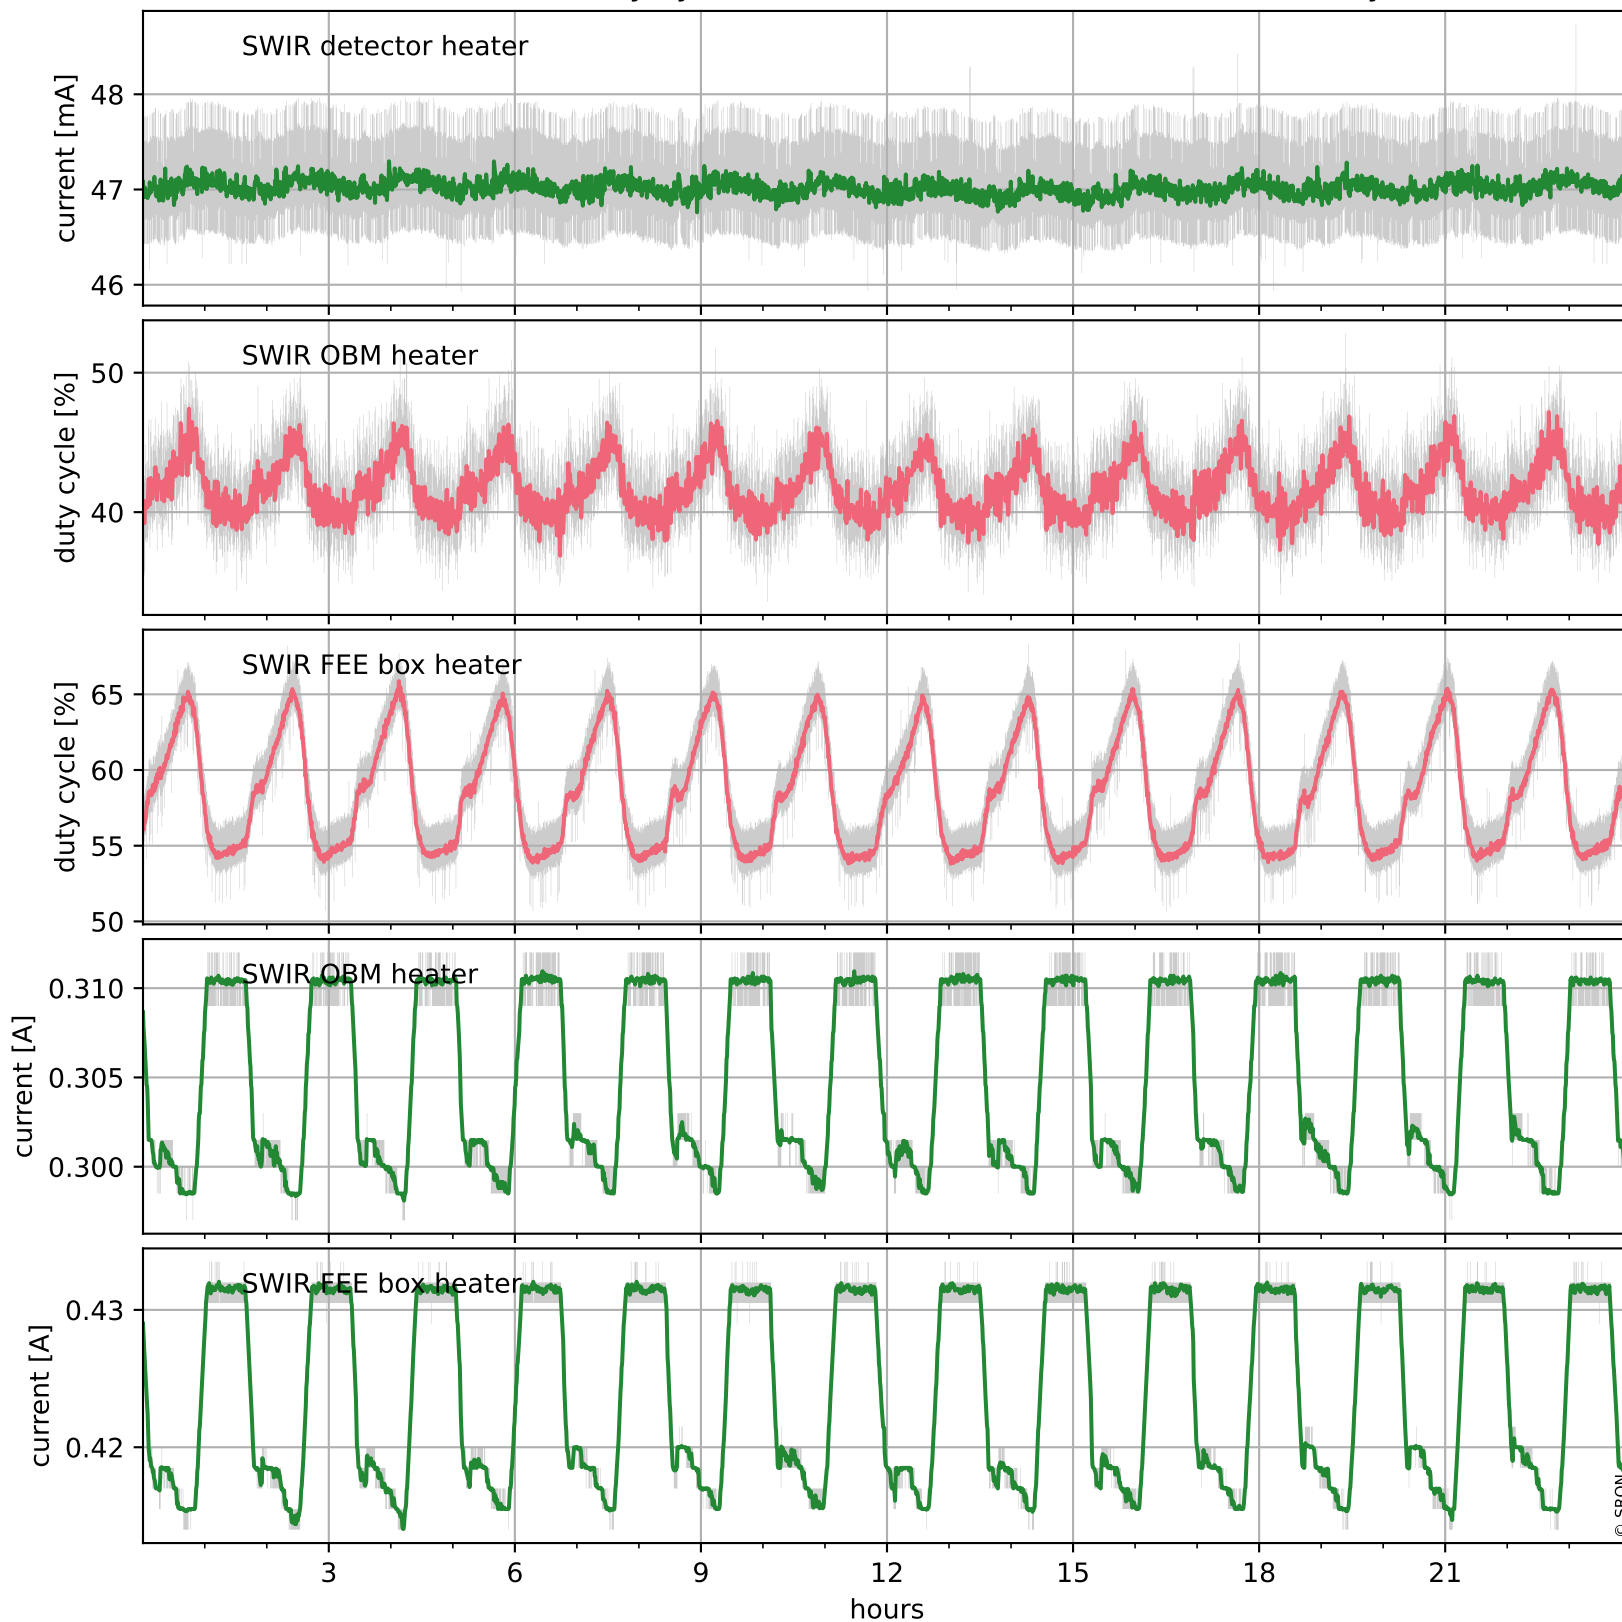 SWIR detector heater
current [mA]
48
47
46
SWIR OBM heater
duty cycle [%]
50
40
SWIR FEE box heater
duty cycle [%]
65
60
55
50
SWIR OBM heater
current [A]
0.310
0.305
0.300
SWIR FEE box heater
current [A]
0.43
0.42
3 6 9 12 15 18 21
hours
© SRON